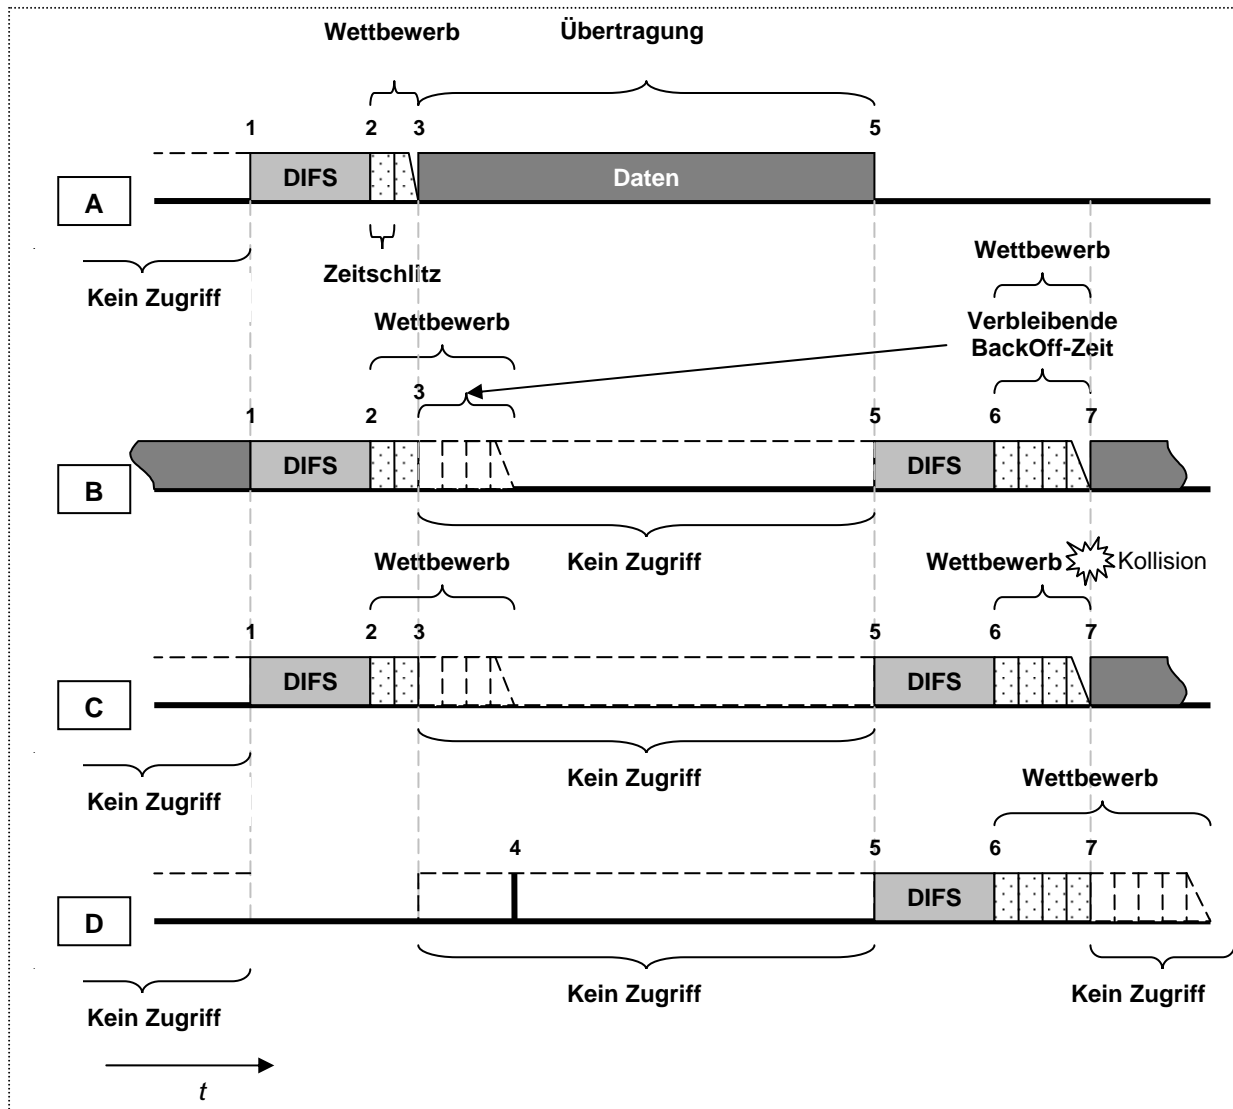 Wettbewerb Übertragung
1 2 3 5
DIFS Daten
A
Zeitschlitz
Kein Zugriff
Wettbewerb
Wettbewerb
Verbleibende
BackOff-Zeit
3
1 2 5 6 7
DIFS DIFS
B
Kein Zugriff
Wettbewerb
Wettbewerb Kollision
1 2 3 5 6 7
DIFS DIFS
C
Kein Zugriff
Kein Zugriff
Wettbewerb
4 5 6 7
DIFS
D
Kein Zugriff
Kein Zugriff
Kein Zugriff
t